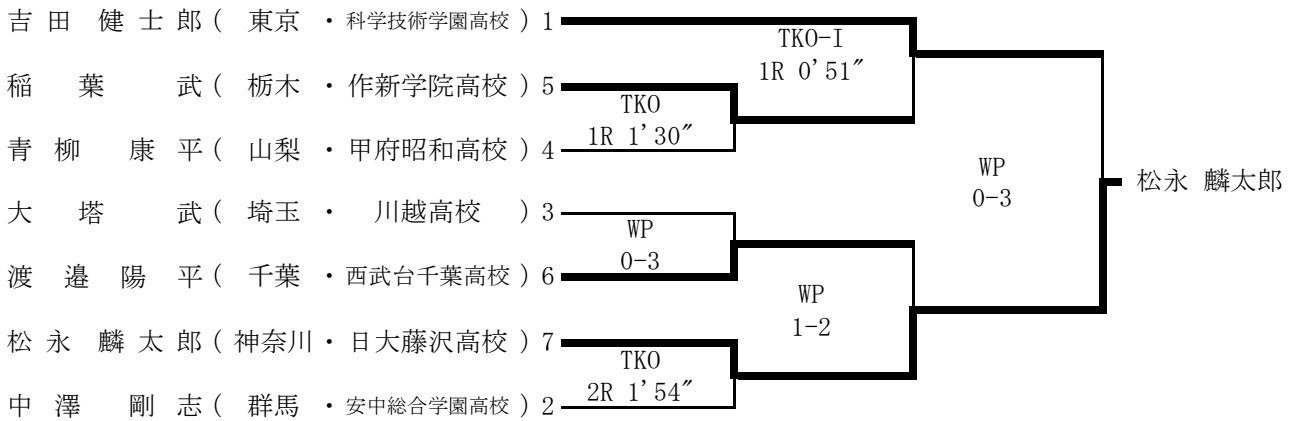 吉田 健士郎 ( 東京 ・ 科学技術学園高校 ) 1
TKO-I
1R 0'51″
稲葉 武 ( 栃木 ・ 作新学院高校 ) 5
TKO
1R 1'30″
青柳 康平 ( 山梨 ・ 甲府昭和高校 ) 4
WP
0-3
松永 麟太郎
大塔 武 ( 埼玉 ・ 川越高校 ) 3
WP
0-3
渡邉 陽平 ( 千葉 ・ 西武台千葉高校 ) 6
WP
1-2
松永 麟太郎 ( 神奈川 ・ 日大藤沢高校 ) 7
TKO
2R 1'54″
中澤 剛志 ( 群馬 ・ 安中総合学園高校 ) 2